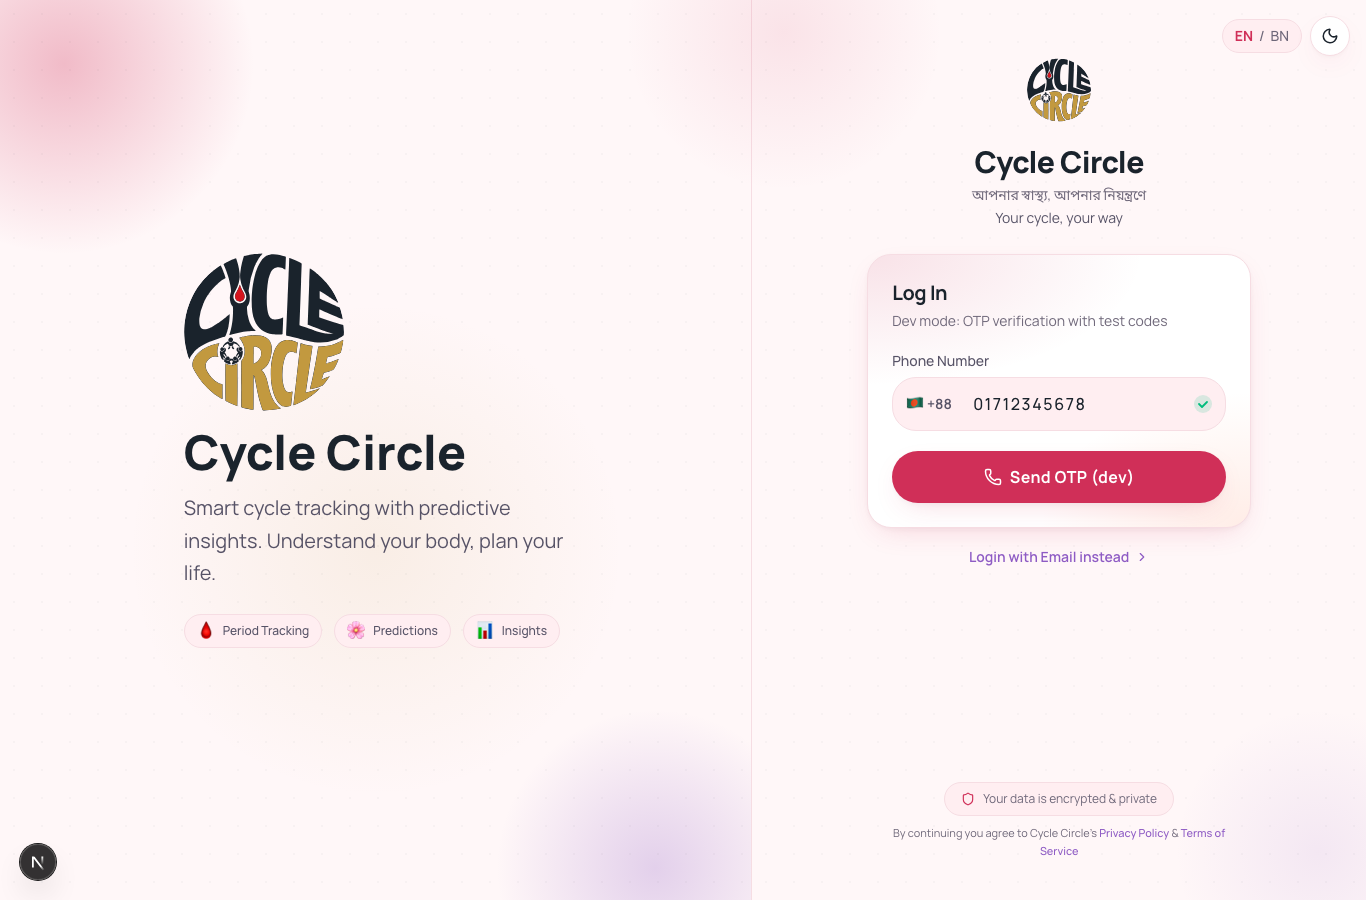 CYCLE
CIRCLE
Cycle Circle
Smart cycle tracking with predictive
insights. Understand your body, plan your
life.
Period Tracking
Predictions
Insights
EN / BN
CYCLE
CIRCLE
Cycle Circle
আপনার স্বাস্থ্য, আপনার নিয়ন্ত্রণে
Your cycle, your way
Log In
Dev mode: OTP verification with test codes
Phone Number
+88 01712345678
Send OTP (dev)
Login with Email instead
Your data is encrypted & private
By continuing you agree to Cycle Circle's Privacy Policy & Terms of
Service
N